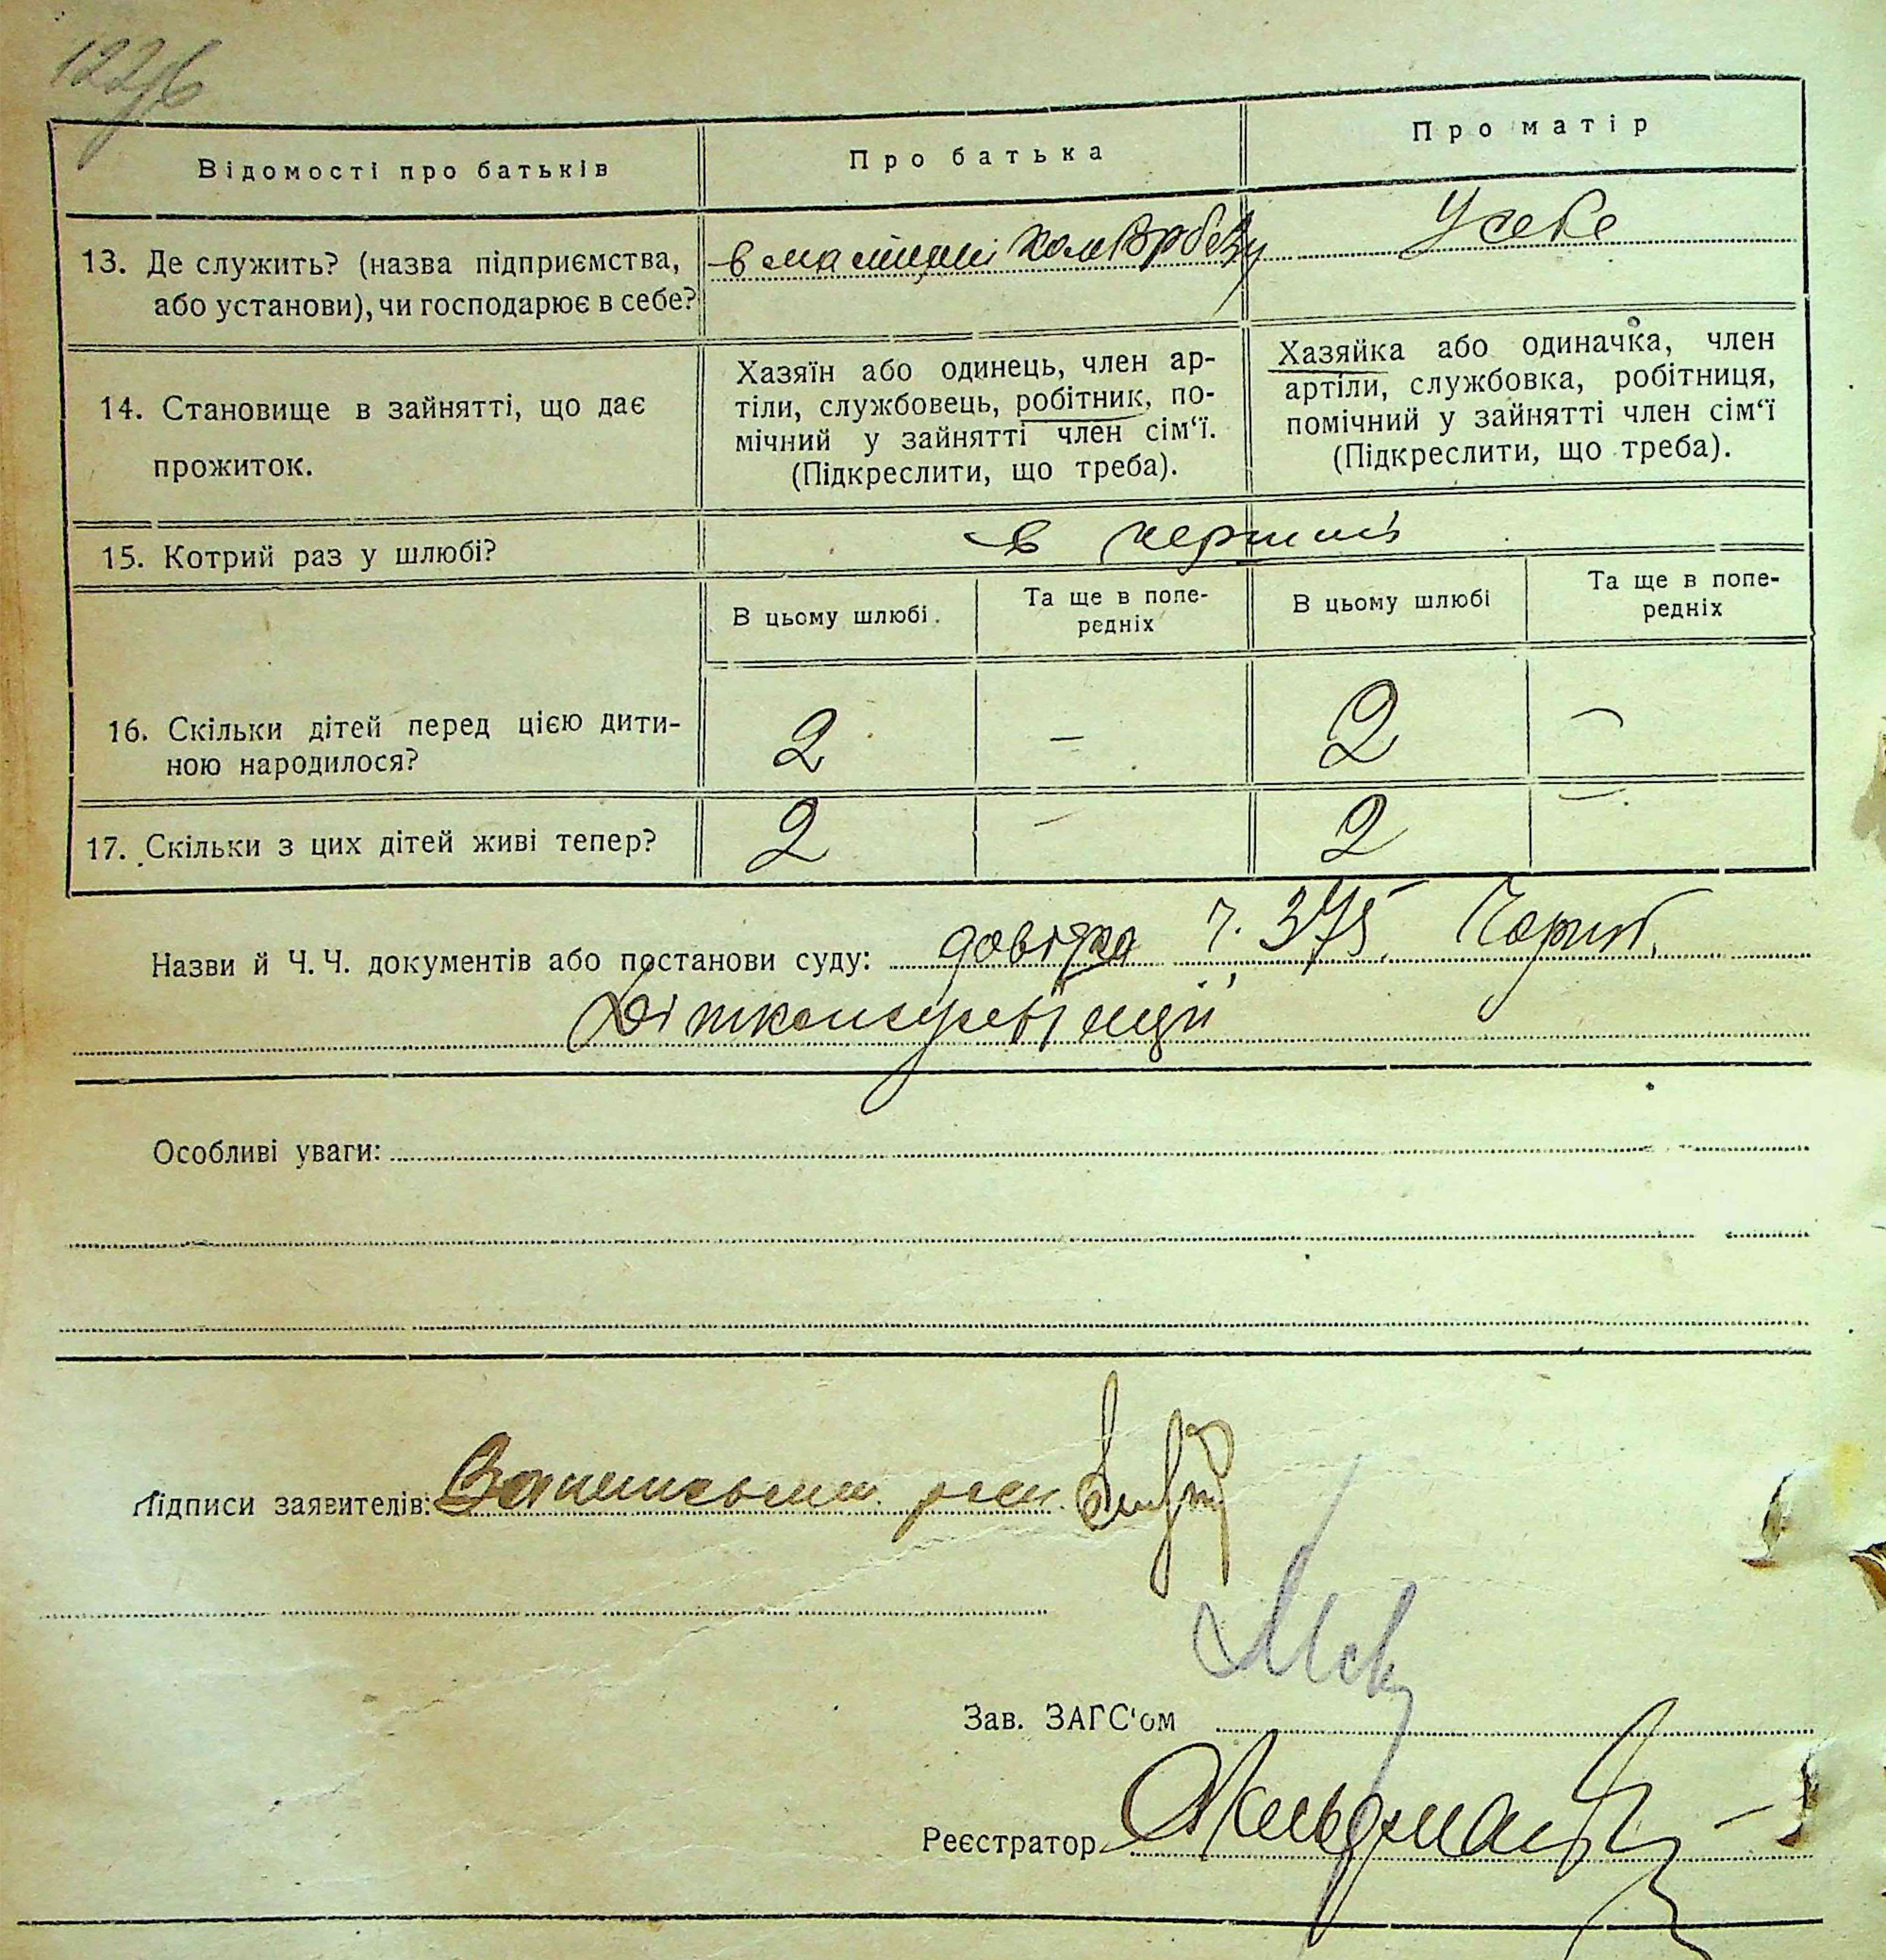 Відомості про батьків
Про батька
Про матір
13. Де служить? (назва підприємства,
або установи), чи господарює в себе?
в
У себе
14. Становище в зайнятті, що дає
прожиток.
Хазяїн або одинець, член ар-
тіли, службовець, робітник, по-
мічний у зайнятті член сім‘ї.
(Підкреслити, що треба).
Хазяйка або одиначка, член
артіли, службовка, робітниця,
помічний у зайнятті член сім‘ї
(Підкреслити, що треба).
15. Котрий раз у шлюбі?
в перший
В цьому шлюбі
Та ще в попе-
редніх
В цьому шлюбі
Та ще в попе-
редніх
16. Скільки дітей перед цією дити-
ною народилося?
2 – 2 –
17. Скільки з цих дітей живі тепер?
2 – 2 –
Назви й Ч. Ч. документів або постанови суду: довідка ч. 375
Особливі уваги:
Підписи заявителів:
Зав. ЗАГС‘ом
Реєстратор